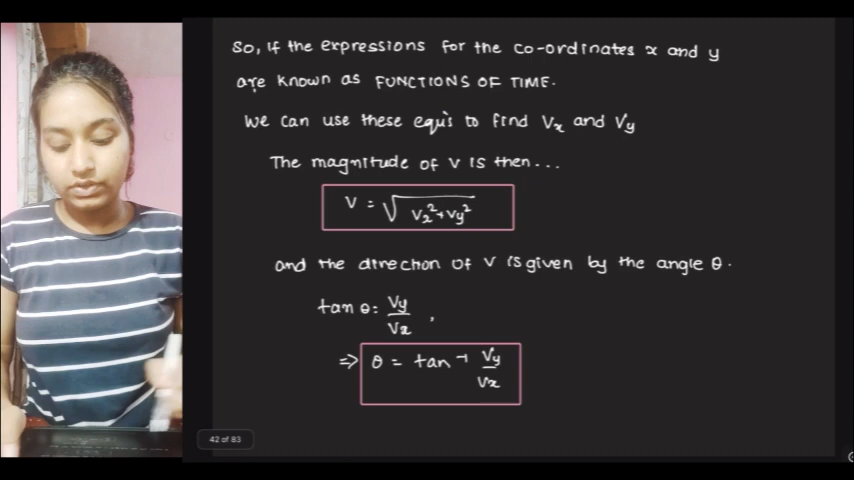 So, if the expressions for the co-ordinates x and y
are known as FUNCTIONS OF TIME.
We can use these eqn's to find Vx and Vy
The magnitude of V is then...
V = √Vx²+Vy²
and the direction of V is given by the angle θ.
tan θ = Vy/Vx,
⇒ θ = tan⁻¹ Vy/Vx
42 of 83